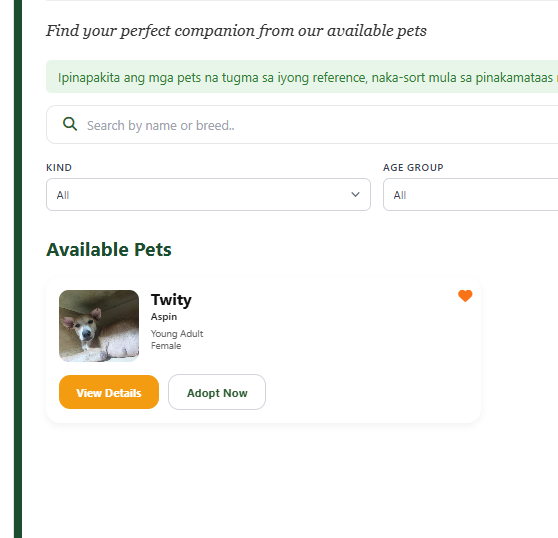 Find your perfect companion from our available pets
Ipinapakita ang mga pets na tugma sa iyong reference, naka-sort mula sa pinakamataas
Search by name or breed..
KIND
AGE GROUP
All
All
Available Pets
Twity
Aspin
Young Adult
Female
View Details
Adopt Now